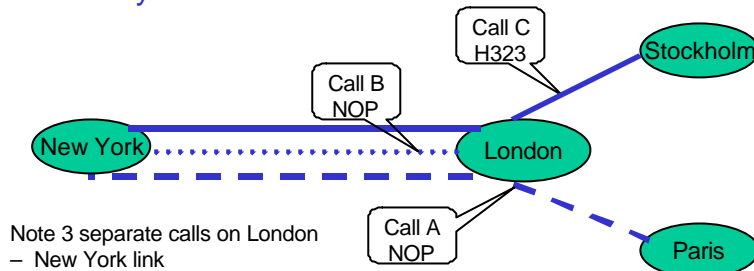 Call C
H323
Stockholm
Call B
NOP
New York
London
Call A
NOP
Note 3 separate calls on London
– New York link
Paris